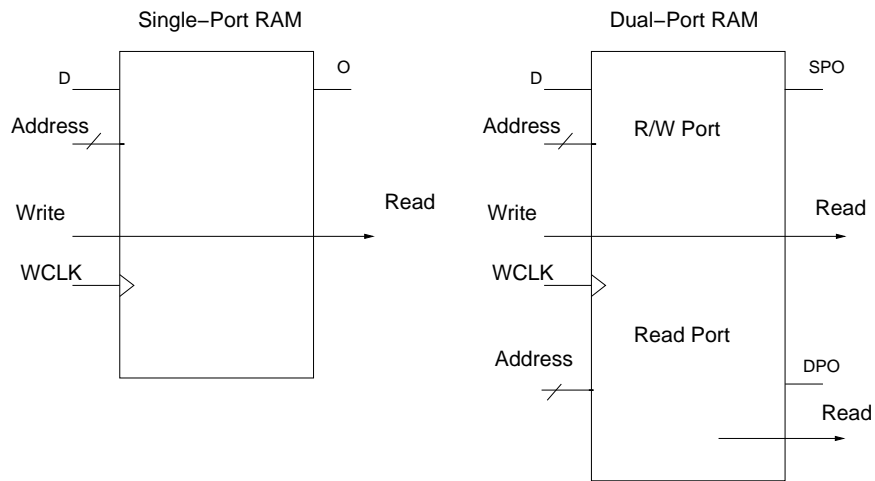 Single-Port RAM
D
O
Address
Write
Read
WCLK
Dual-Port RAM
D
SPO
Address
R/W Port
Write
Read
WCLK
Read Port
Address
DPO
Read